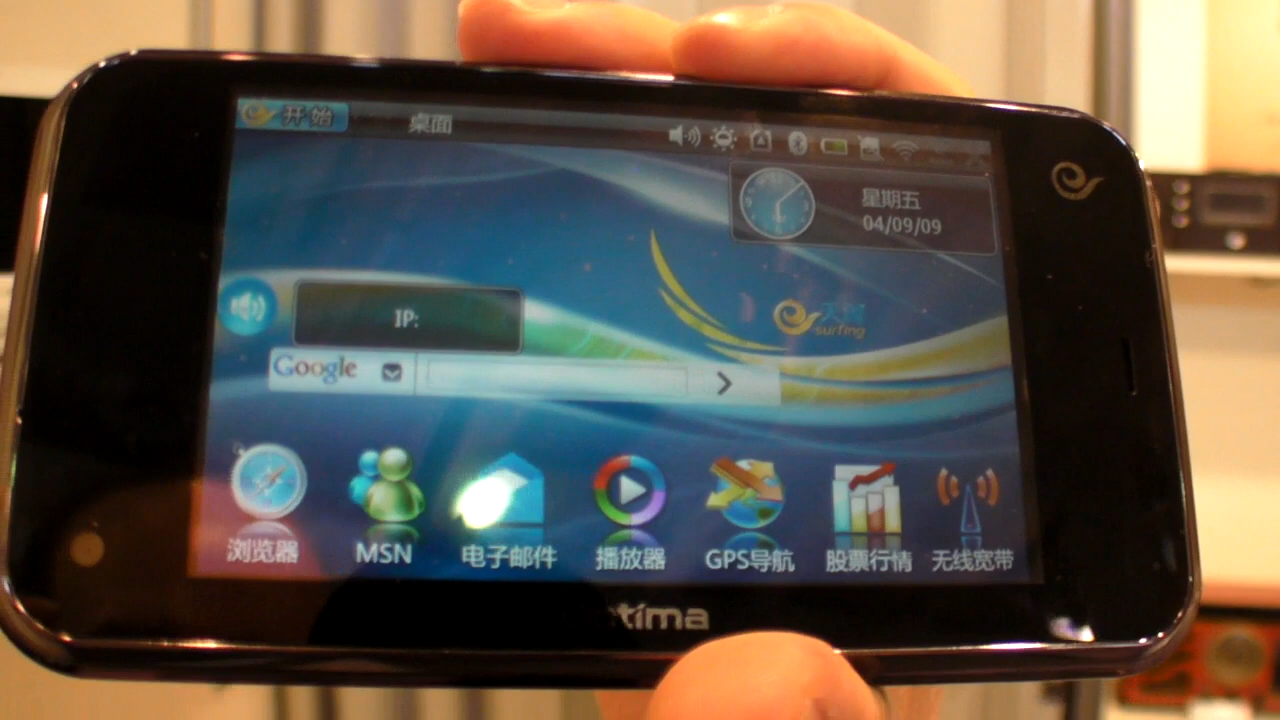 开始
桌面
星期五
04/09/09
天翼
surfing
IP:
Google
浏览器
MSN
电子邮件
播放器
GPS导航
股票行情
无线宽带